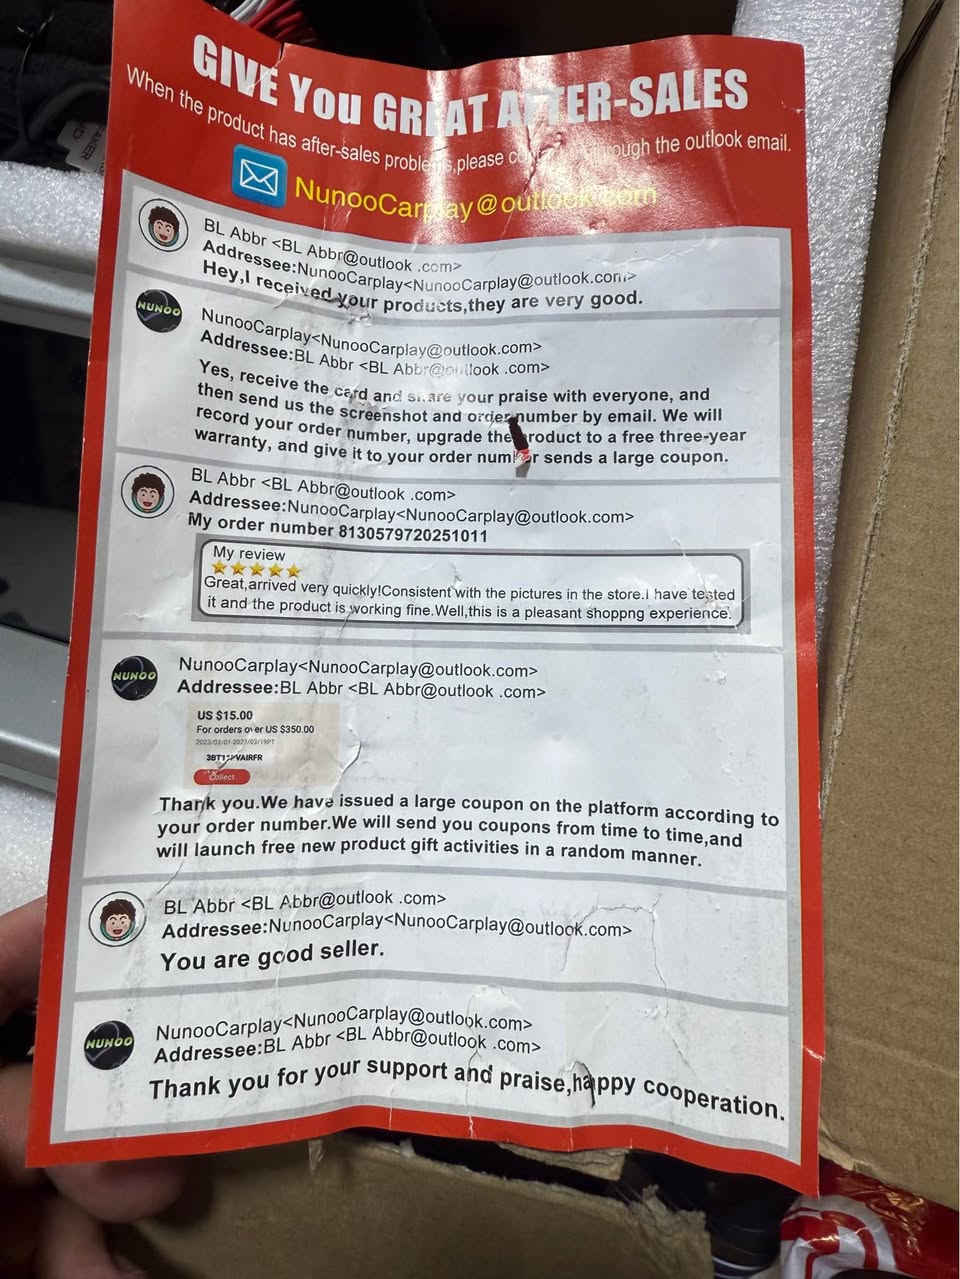 GIVE You GREAT AFTER-SALES
When the product has after-sales problems,please through the outlook email.
NunooCarplay@outlook.com
BL Abbr <BL Abbr@outlook .com>
Addressee:NunooCarplay<NunooCarplay@outlook.com>
Hey,I received your products,they are very good.
NUNOO
NunooCarplay<NunooCarplay@outlook.com>
Addressee:BL Abbr <BL Abbr@outlook .com>
Yes, receive the card and share your praise with everyone, and
then send us the screenshot and order number by email. We will
record your order number, upgrade the product to a free three-year
warranty, and give it to your order number sends a large coupon.
BL Abbr <BL Abbr@outlook .com>
Addressee:NunooCarplay<NunooCarplay@outlook.com>
My order number 8130579720251011
My review
Great,arrived very quickly!Consistent with the pictures in the store.I have tested
it and the product is working fine.Well,this is a pleasant shoppng experience.
NUNOO
NunooCarplay<NunooCarplay@outlook.com>
Addressee:BL Abbr <BL Abbr@outlook .com>
US $15.00
For orders over US $350.00
Collect
Thank you.We have issued a large coupon on the platform according to
your order number.We will send you coupons from time to time,and
will launch free new product gift activities in a random manner.
BL Abbr <BL Abbr@outlook .com>
Addressee:NunooCarplay<NunooCarplay@outlook.com>
You are good seller.
NUNOO
NunooCarplay<NunooCarplay@outlook.com>
Addressee:BL Abbr <BL Abbr@outlook .com>
Thank you for your support and praise,happy cooperation.